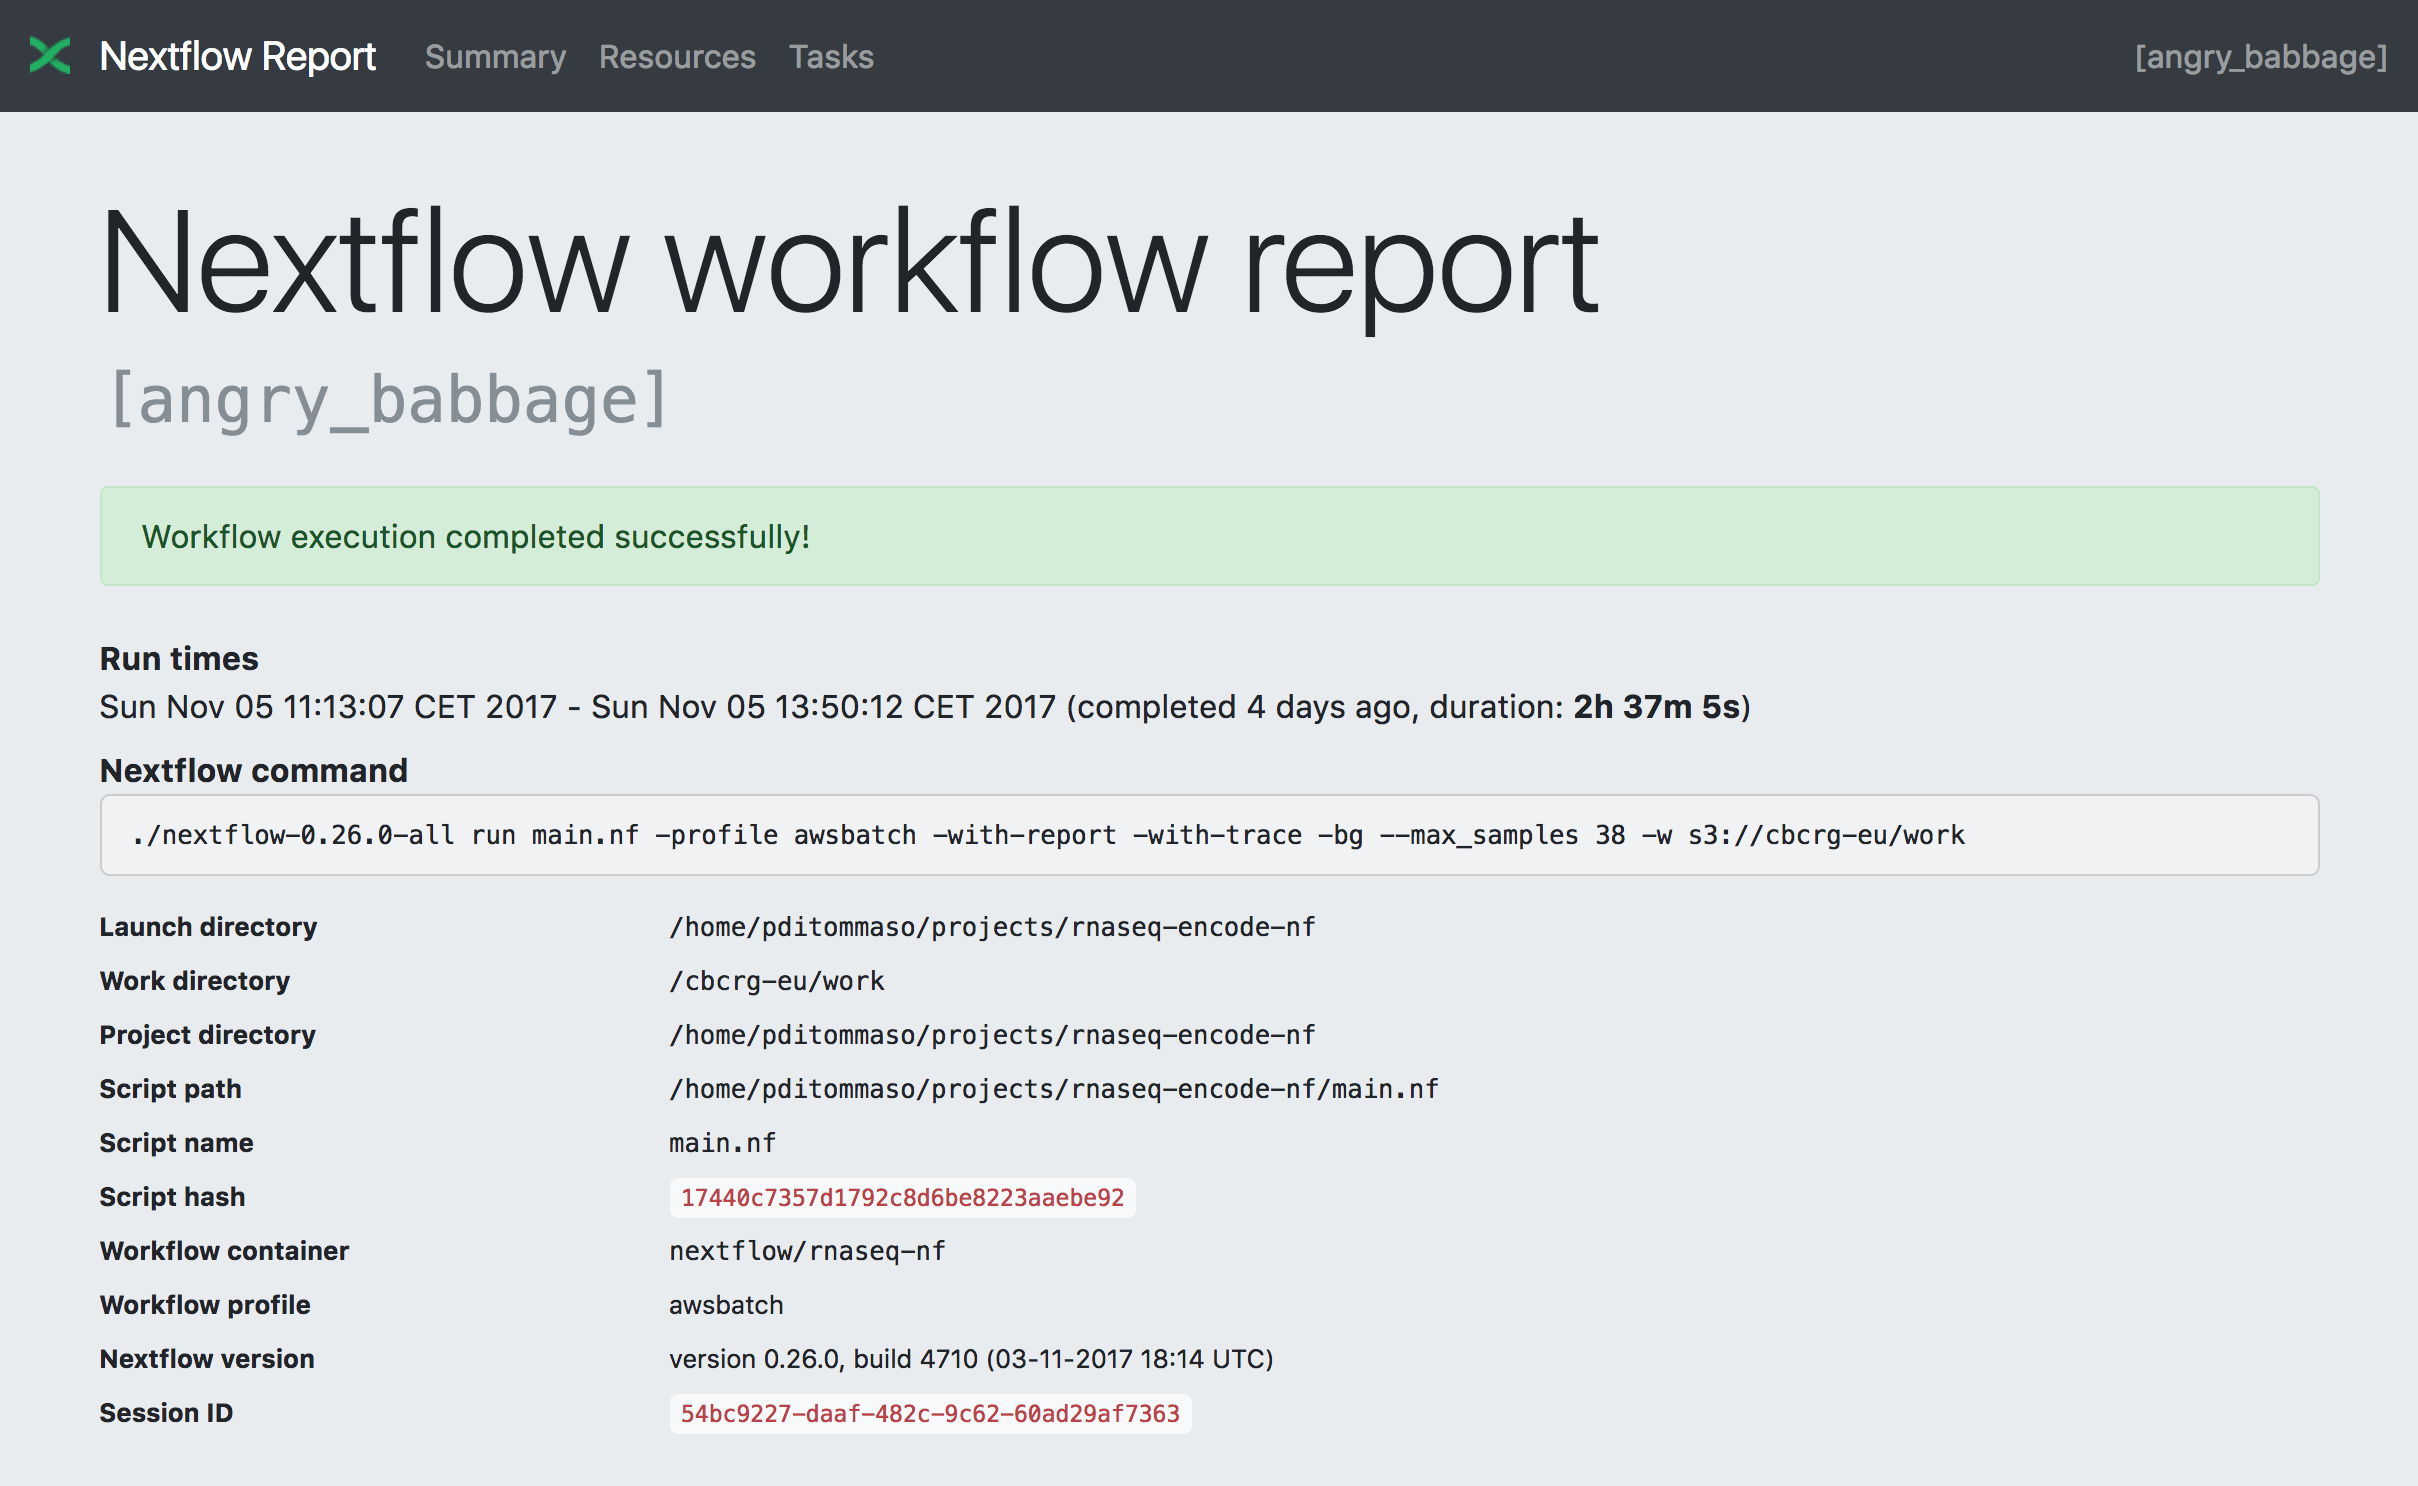 Nextflow Report Summary Resources Tasks [angry_babbage]
Nextflow workflow report
[angry_babbage]
Workflow execution completed successfully!
Run times
Sun Nov 05 11:13:07 CET 2017 - Sun Nov 05 13:50:12 CET 2017 (completed 4 days ago, duration: 2h 37m 5s)
Nextflow command
./nextflow-0.26.0-all run main.nf -profile awsbatch -with-report -with-trace -bg --max_samples 38 -w s3://cbcrg-eu/work
Launch directory /home/pditommaso/projects/rnaseq-encode-nf
Work directory /cbcrg-eu/work
Project directory /home/pditommaso/projects/rnaseq-encode-nf
Script path /home/pditommaso/projects/rnaseq-encode-nf/main.nf
Script name main.nf
Script hash 17440c7357d1792c8d6be8223aaebe92
Workflow container nextflow/rnaseq-nf
Workflow profile awsbatch
Nextflow version version 0.26.0, build 4710 (03-11-2017 18:14 UTC)
Session ID 54bc9227-daaf-482c-9c62-60ad29af7363